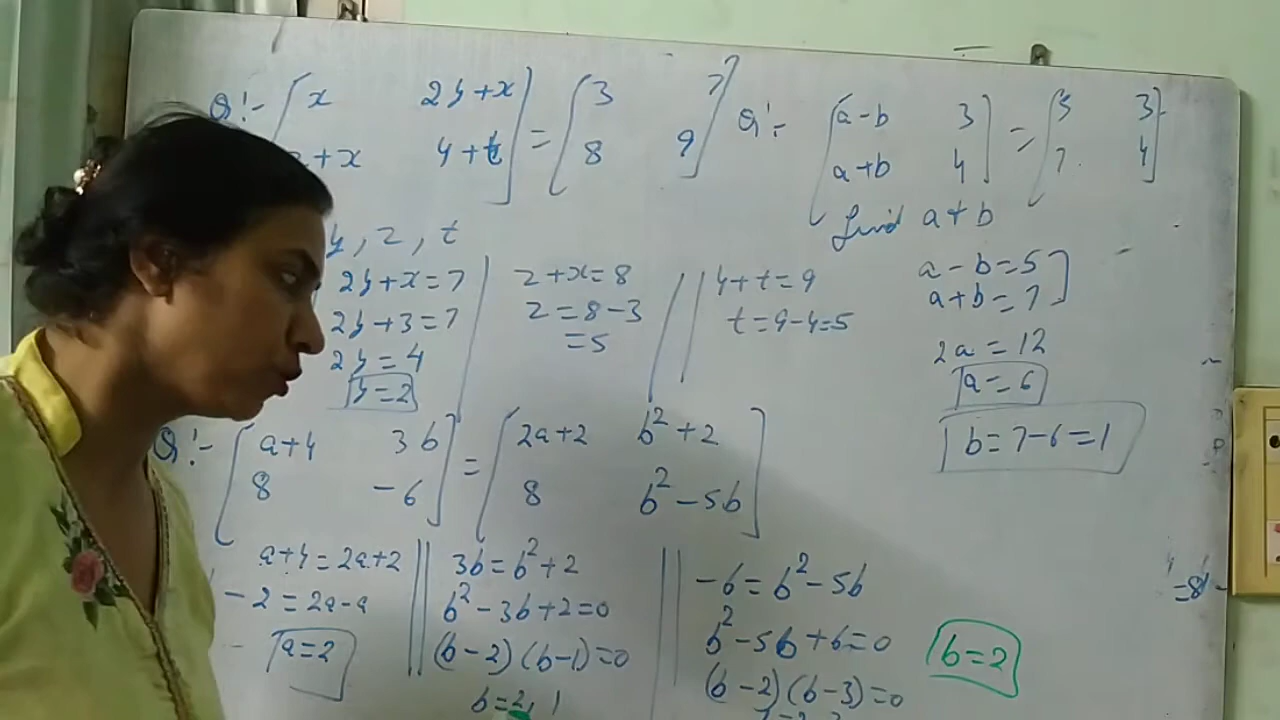 Q:- [ x 2y+x ] = [ 3 7 ]
+x 4+t 8 9
y, z, t
2y+x=7
2y+3=7
2y=4
y=2
z+x=8
z=8-3
=5
4+t=9
t=9-4=5
Q:- [ a-b 3 ] = [ 5 3 ]
a+b 4 7 4
find a+b
a-b=5
a+b=7
2a=12
a=6
b=7-6=1
Q:- [ a+4 3b ] = [ 2a+2 b²+2 ]
8 -6 8 b²-5b
a+4=2a+2
-2=2a-a
a=2
3b=b²+2
b²-3b+2=0
(b-2)(b-1)=0
b=2,1
-6=b²-5b
b²-5b+6=0
(b-2)(b-3)=0
b=2